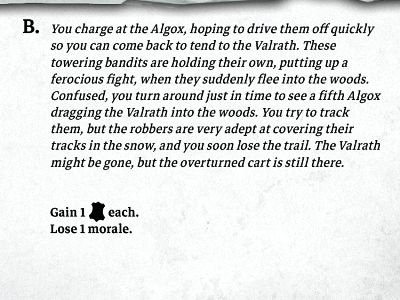 B. You charge at the Algox, hoping to drive them off quickly
so you can come back to tend to the Valrath. These
towering bandits are holding their own, putting up a
ferocious fight, when they suddenly flee into the woods.
Confused, you turn around just in time to see a fifth Algox
dragging the Valrath into the woods. You try to track
them, but the robbers are very adept at covering their
tracks in the snow, and you soon lose the trail. The Valrath
might be gone, but the overturned cart is still there.
Gain 1 each.
Lose 1 morale.